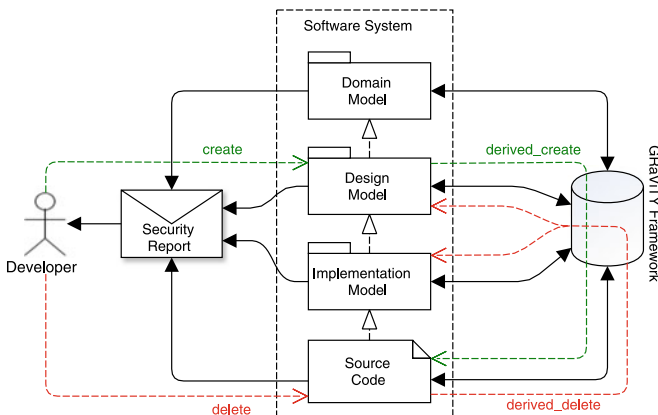 Software System
Domain
Model
create
derived_create
Design
Model
Security
Report
Developer
Implementation
Model
GRaViTY Framework
Source
Code
delete
derived_delete